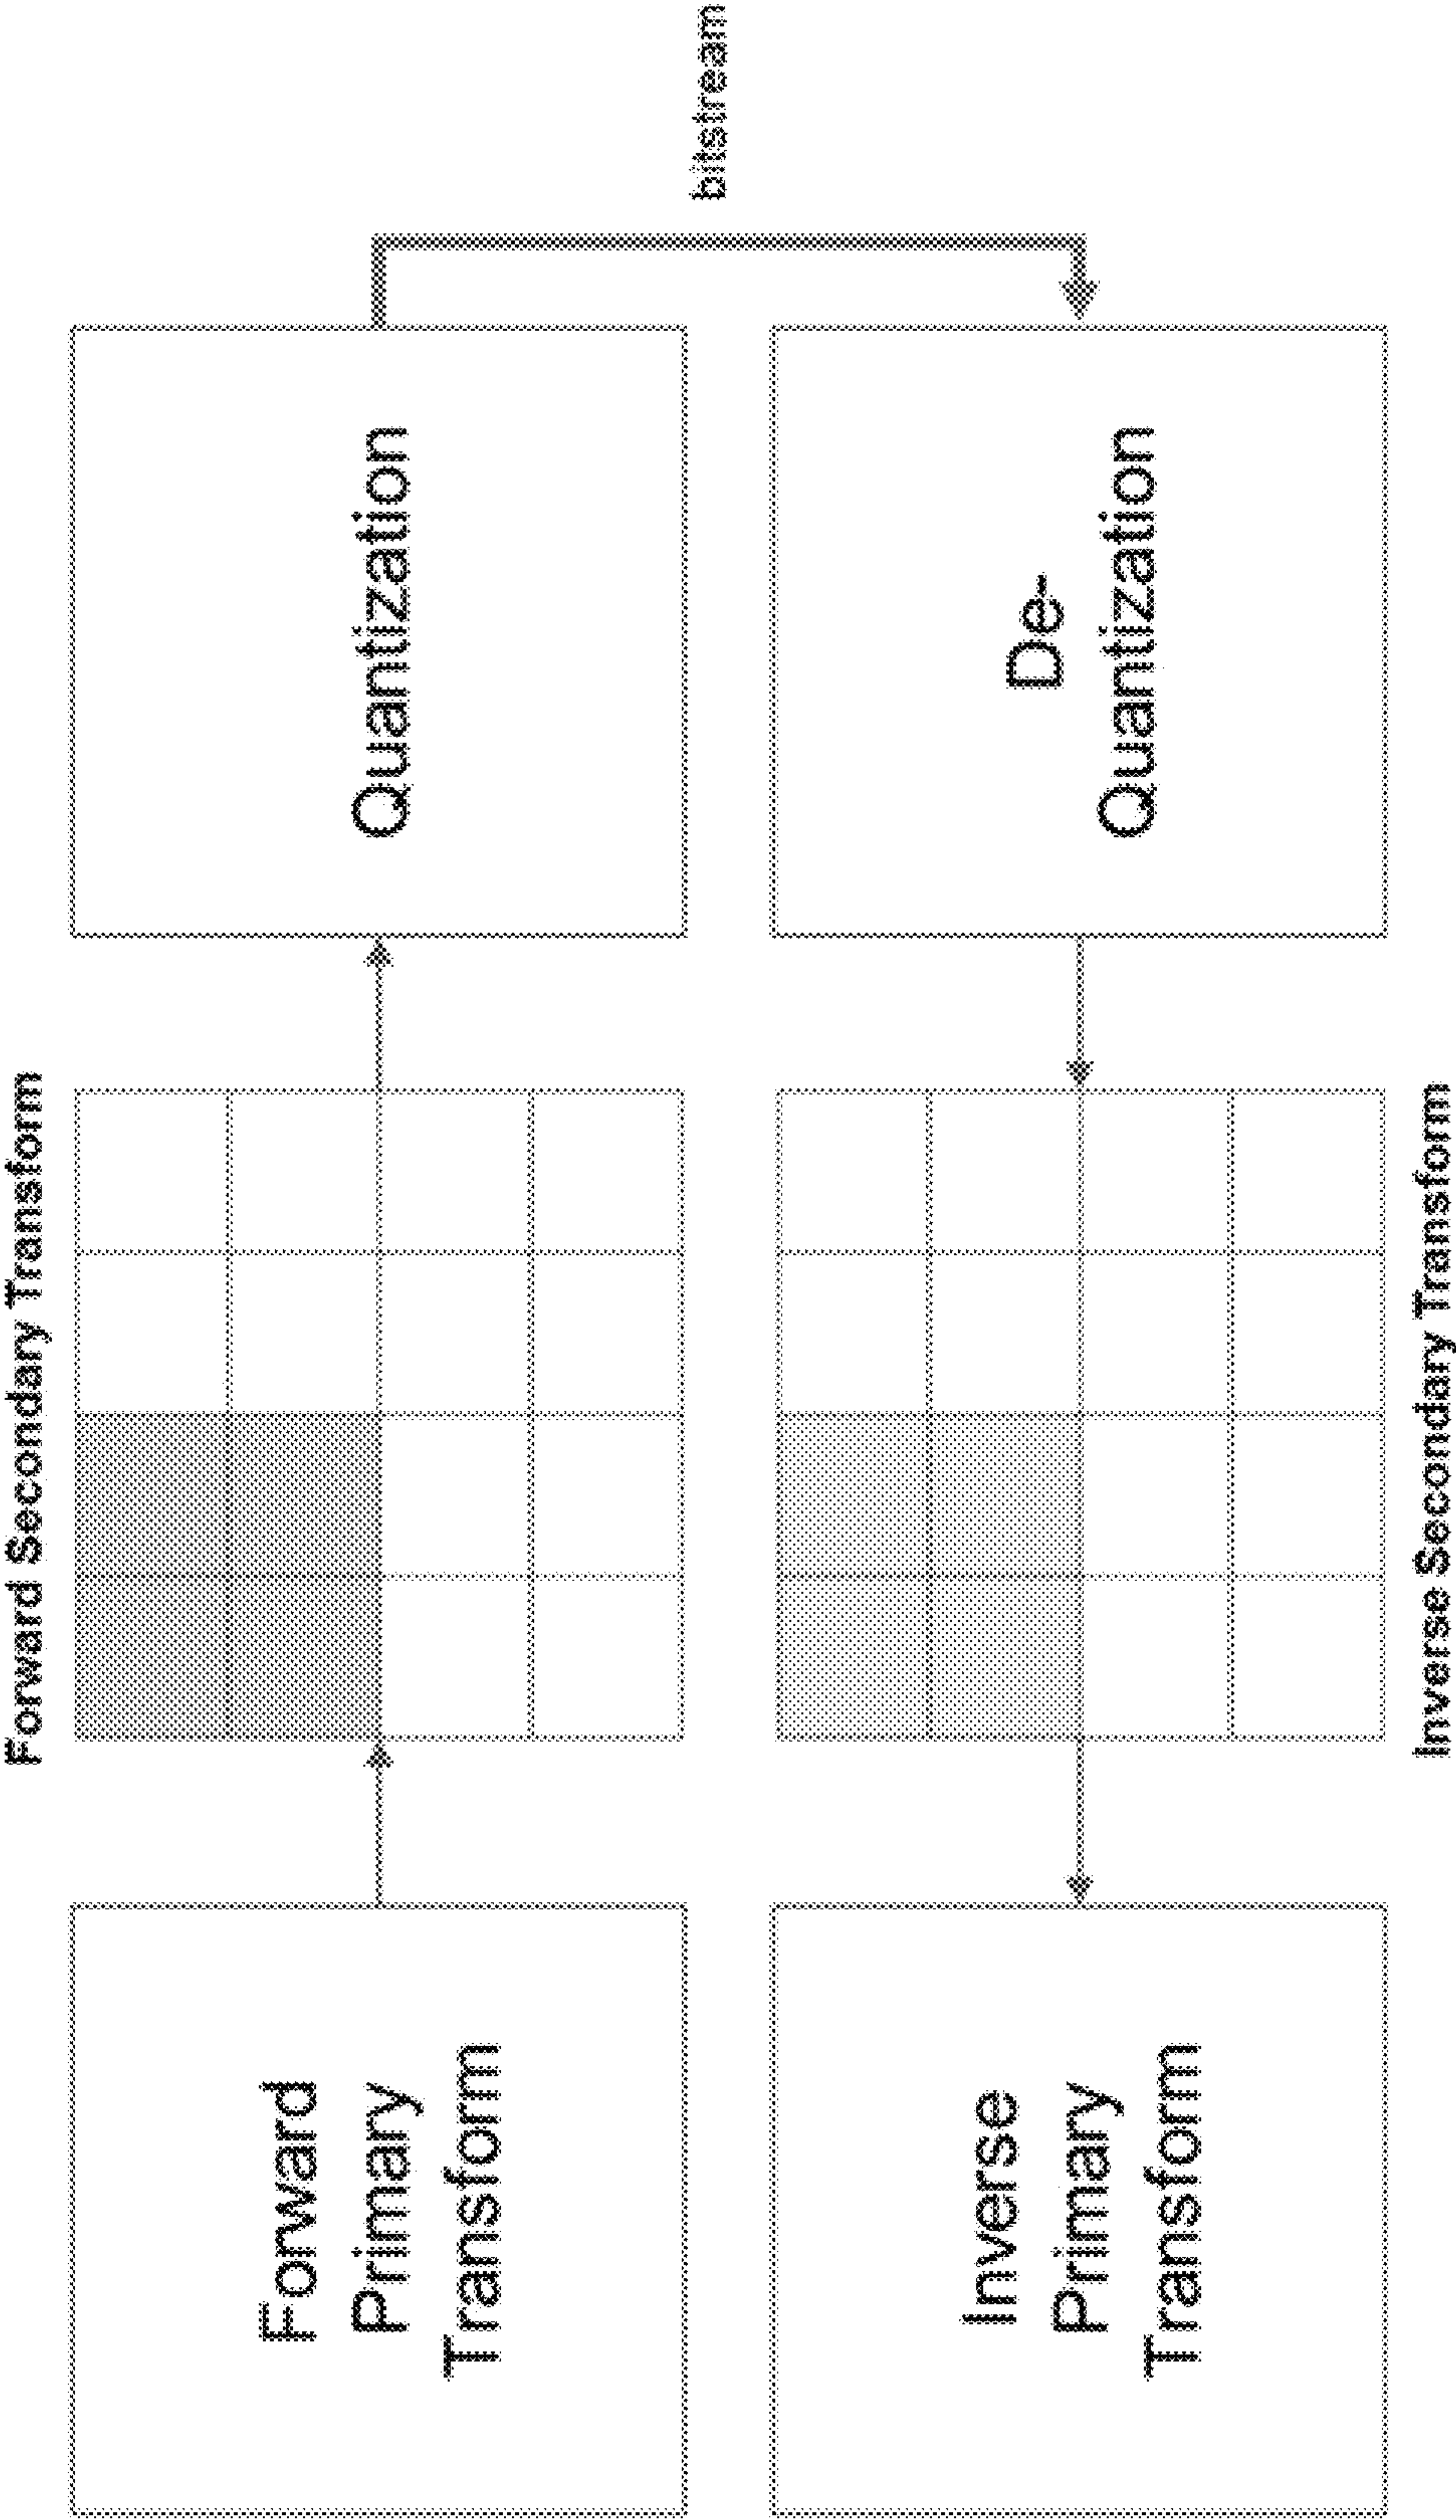 Forward Secondary Transform
Forward
Primary
Transform
Quantization
bitstream
Inverse
Primary
Transform
De-
Quantization
Inverse Secondary Transform